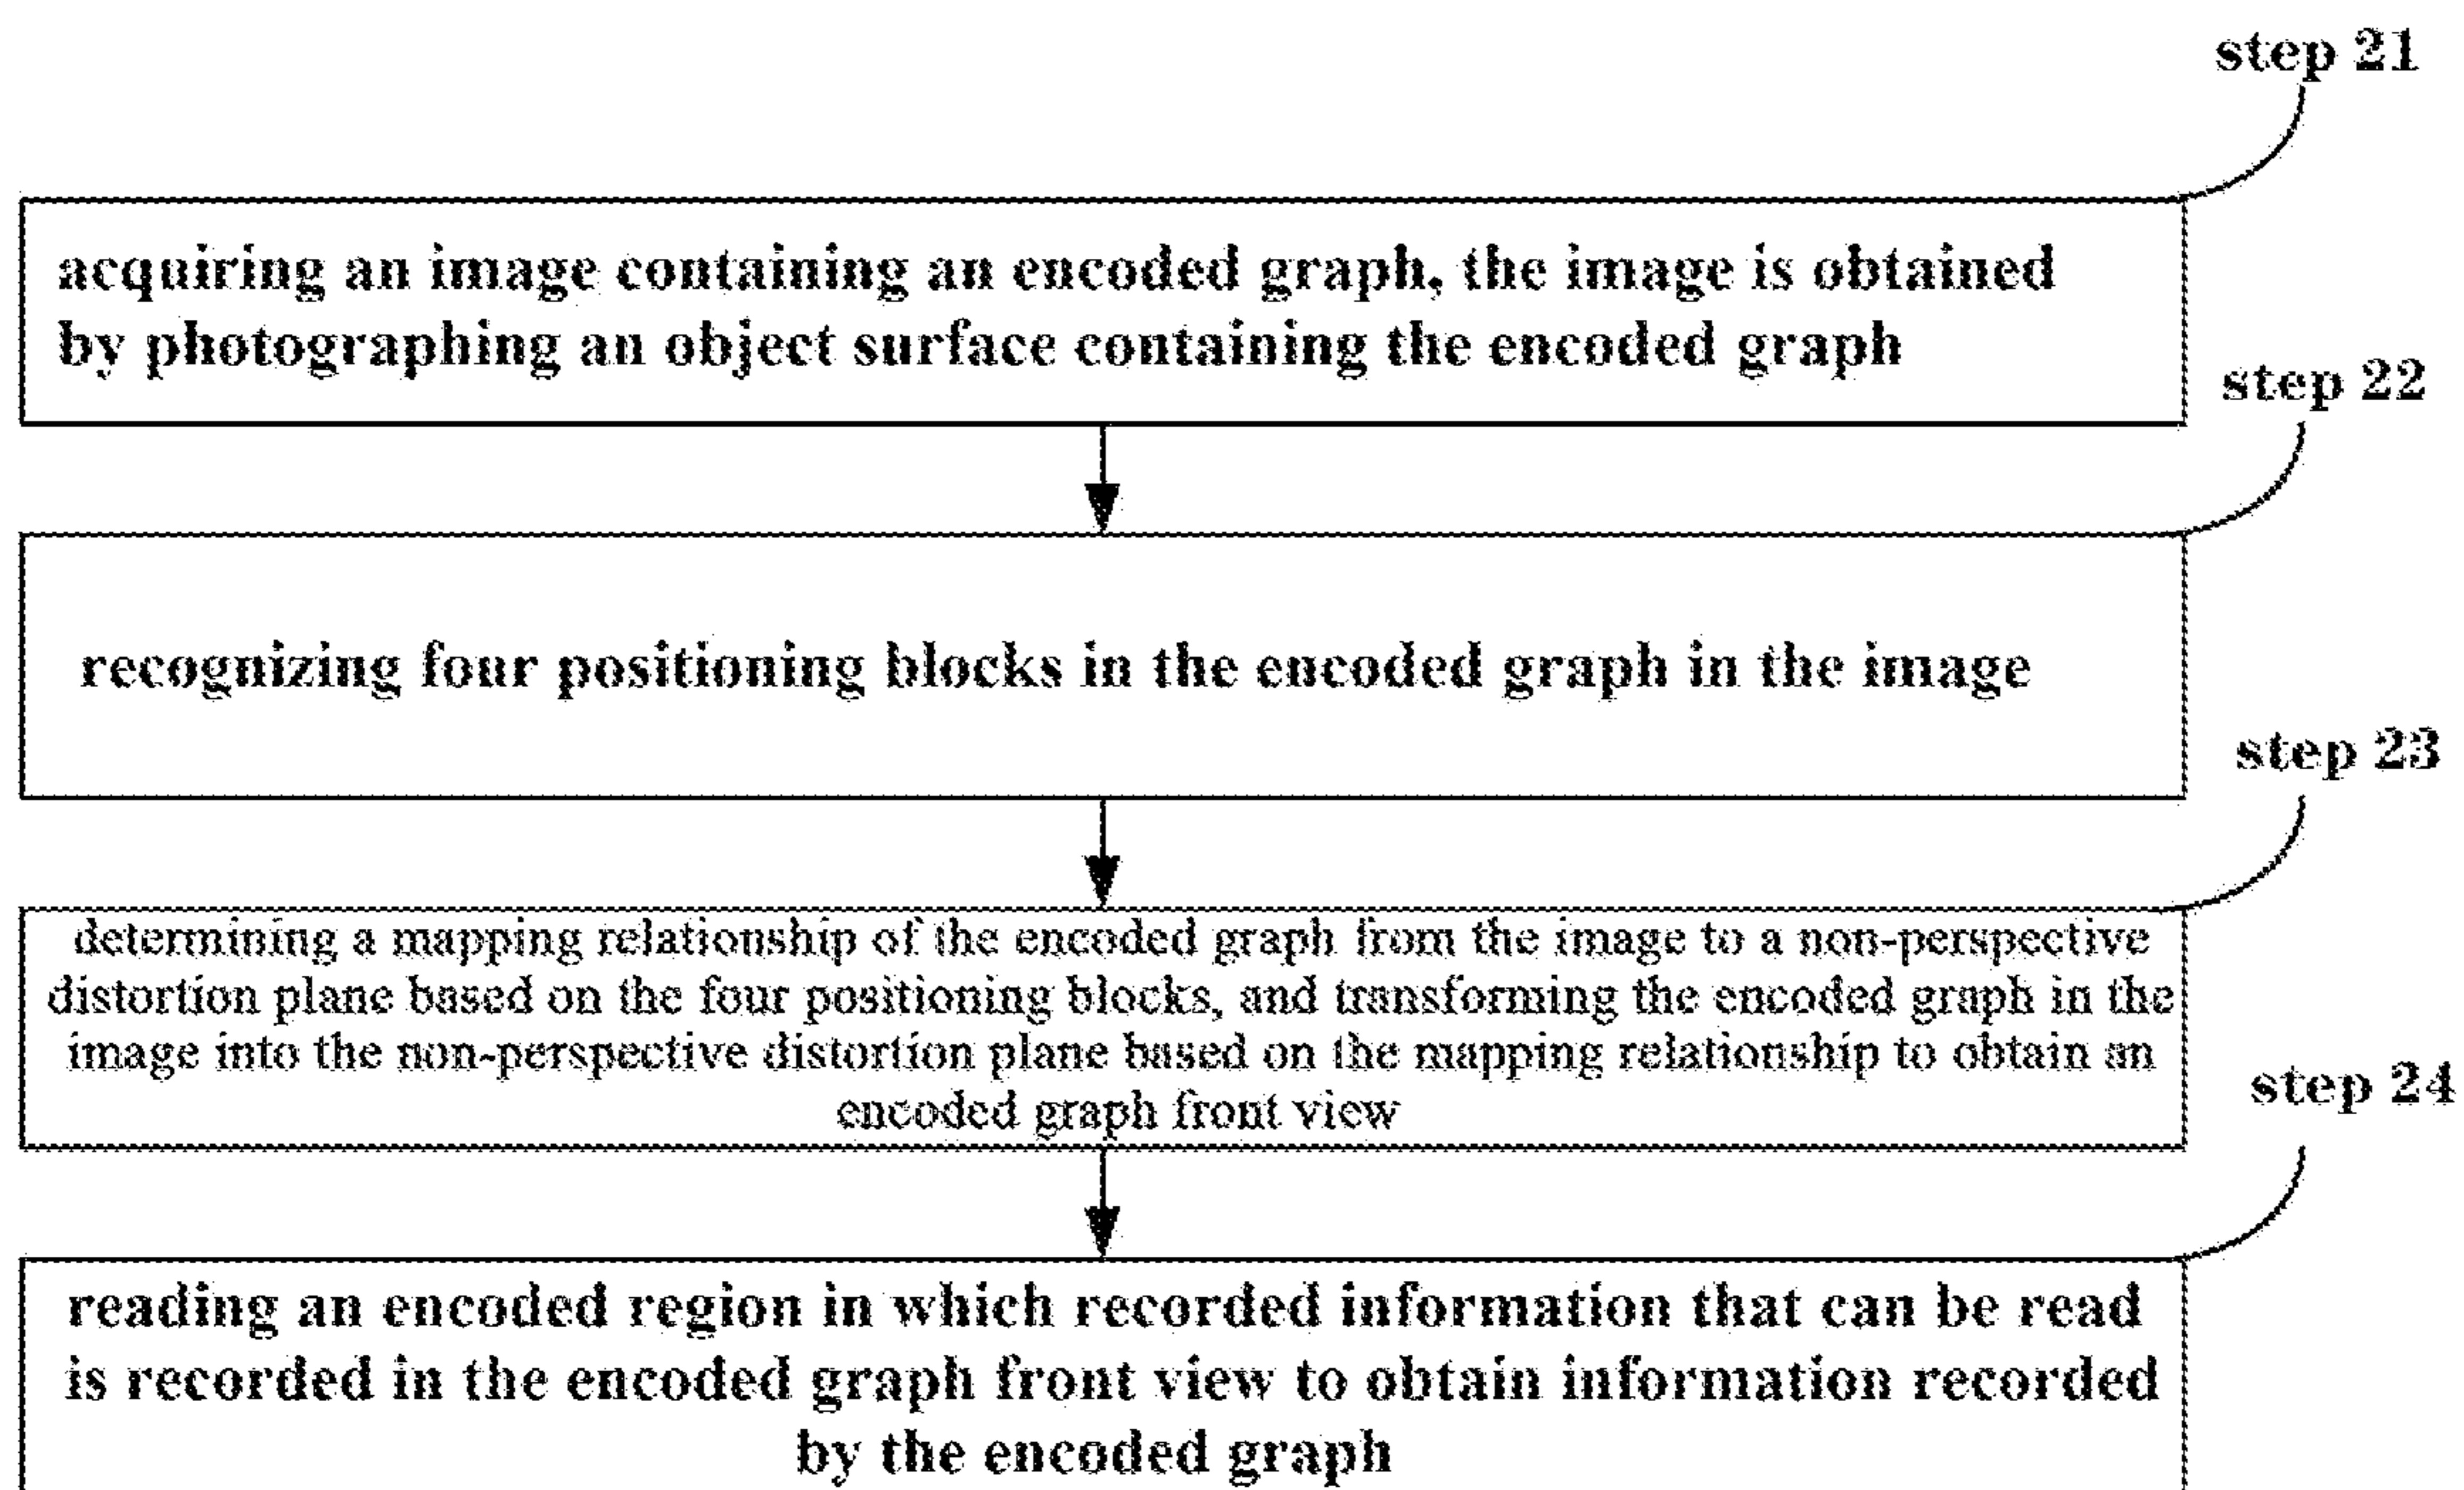 step 21
acquiring an image containing an encoded graph, the image is obtained
by photographing an object surface containing the encoded graph
step 22
recognizing four positioning blocks in the encoded graph in the image
step 23
determining a mapping relationship of the encoded graph from the image to a non-perspective
distortion plane based on the four positioning blocks, and transforming the encoded graph in the
image into the non-perspective distortion plane based on the mapping relationship to obtain an
encoded graph front view
step 24
reading an encoded region in which recorded information that can be read
is recorded in the encoded graph front view to obtain information recorded
by the encoded graph